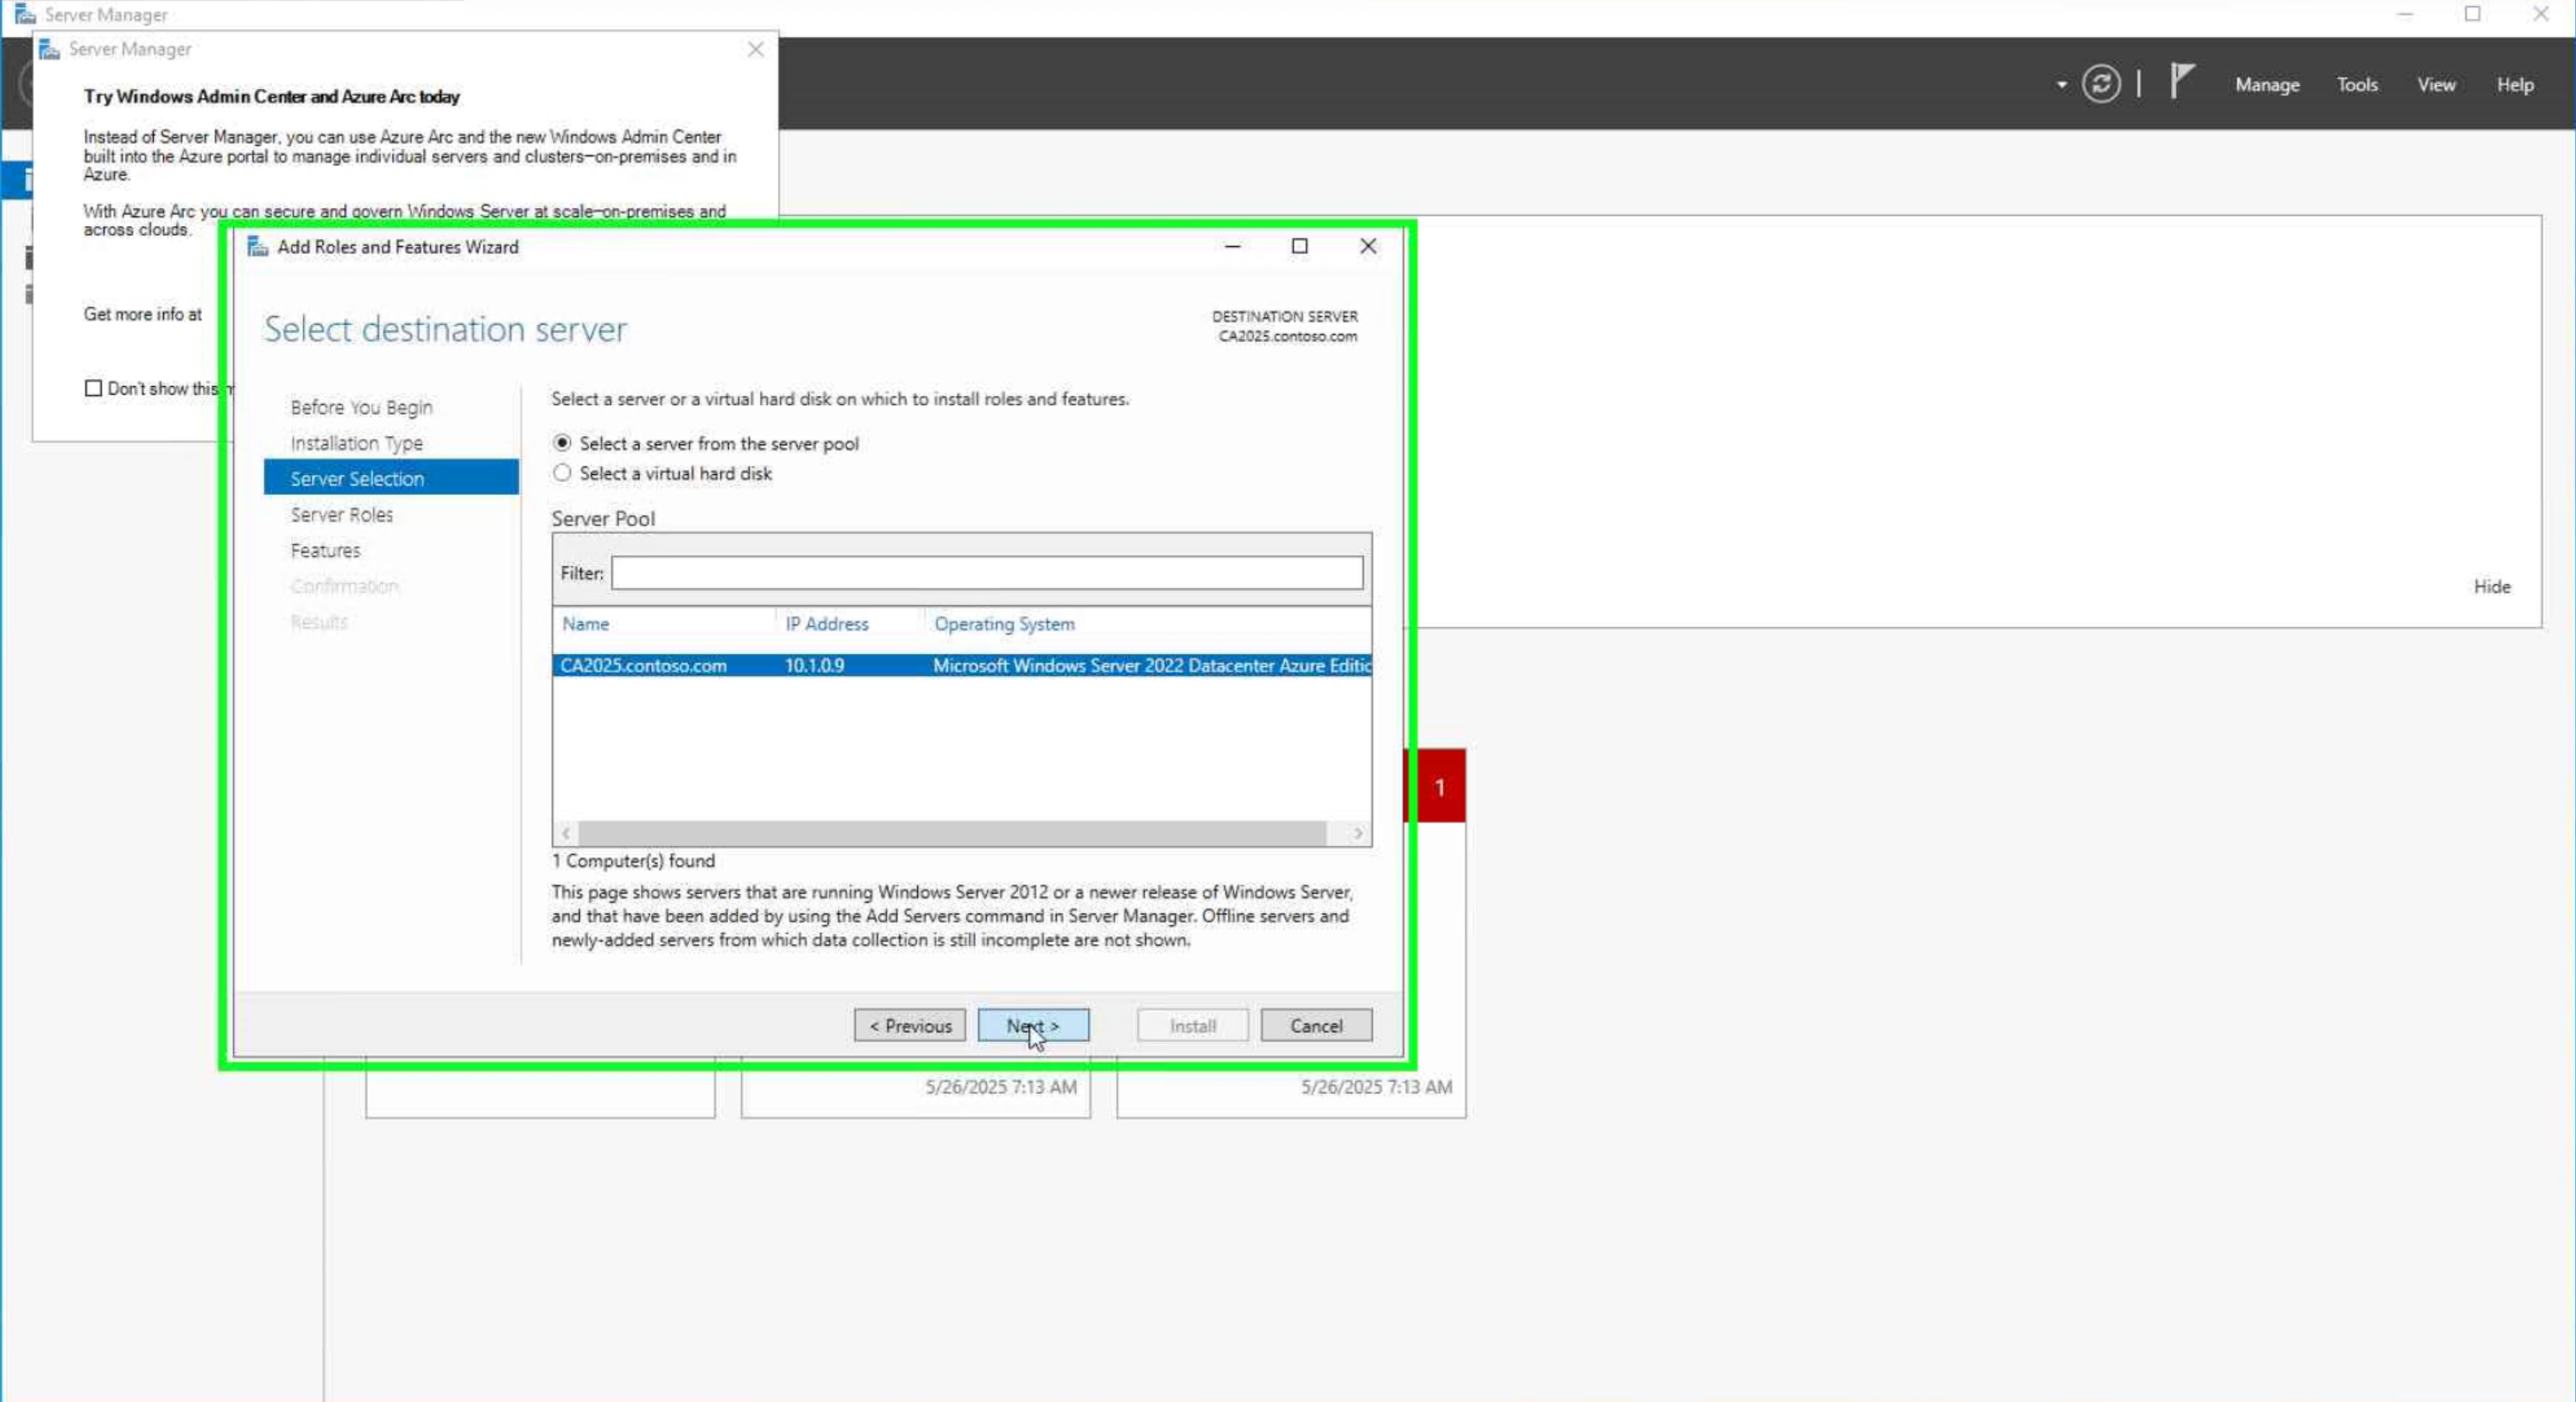 Server Manager
Server Manager
Manage Tools View Help
Try Windows Admin Center and Azure Arc today
Instead of Server Manager, you can use Azure Arc and the new Windows Admin Center
built into the Azure portal to manage individual servers and clusters—on-premises and in
Azure.
With Azure Arc you can secure and govern Windows Server at scale—on-premises and
across clouds.
Get more info at
Don't show this
Add Roles and Features Wizard
Select destination server
DESTINATION SERVER
CA2025.contoso.com
Before You Begin
Installation Type
Server Selection
Server Roles
Features
Confirmation
Results
Select a server or a virtual hard disk on which to install roles and features.
Select a server from the server pool
Select a virtual hard disk
Server Pool
Filter:
Name IP Address Operating System
CA2025.contoso.com 10.1.0.9 Microsoft Windows Server 2022 Datacenter Azure Editic
1 Computer(s) found
This page shows servers that are running Windows Server 2012 or a newer release of Windows Server,
and that have been added by using the Add Servers command in Server Manager. Offline servers and
newly-added servers from which data collection is still incomplete are not shown.
< Previous Next > Install Cancel
Hide
1
5/26/2025 7:13 AM
5/26/2025 7:13 AM